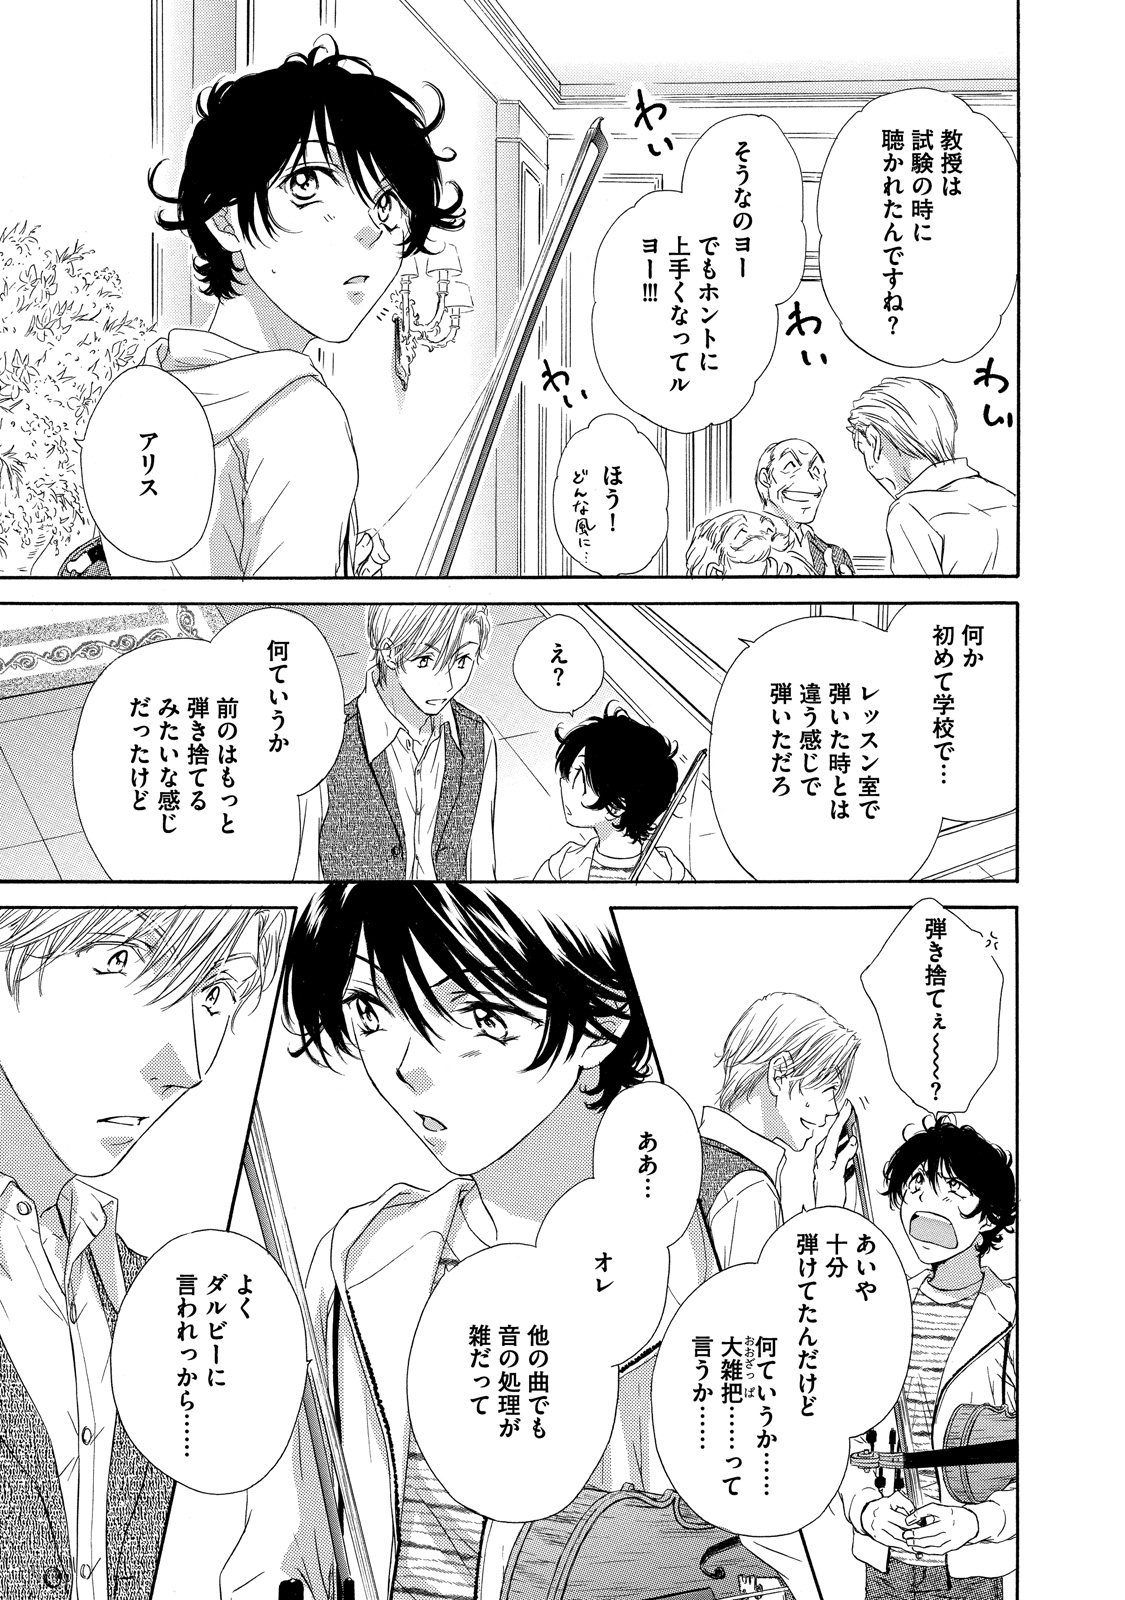 教授は
試験の時に
聴かれたんですね?
わい
そうなのヨー
でもホントに
上手くなってル
ヨー!!!
わい
わい
わい
ほう!
どんな風に…
アリス
何か
初めて学校で…
レッスン室で
弾いた時とは
違う感じで
弾いただろ
え?
何ていうか
前のはもっと
弾き捨てる
みたいな感じ
だったけど
弾き捨てぇ〜〜〜?
あいや
十分
弾けてたんだけど
何ていうか……
大雑把……って
おおざっぱ
言うか……
ああ…
オレ
他の曲でも
音の処理が
雑だって
よく
ダルビーに
言われっから……